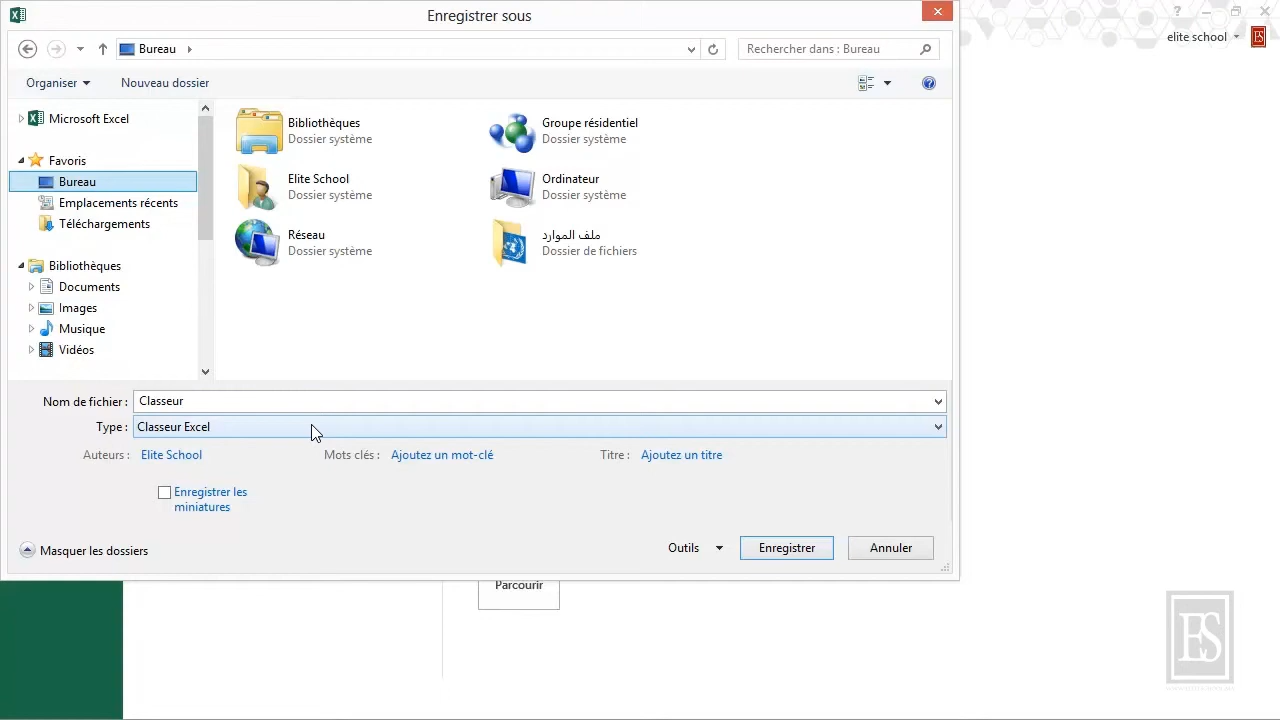 Enregistrer sous
?
elite school
ES
Bureau
Rechercher dans : Bureau
Organiser
Nouveau dossier
Microsoft Excel
Favoris
Bureau
Emplacements récents
Téléchargements
Bibliothèques
Documents
Images
Musique
Vidéos
Bibliothèques
Dossier système
Groupe résidentiel
Dossier système
Elite School
Dossier système
Ordinateur
Dossier système
Réseau
Dossier système
ملف الموارد
Dossier de fichiers
Nom de fichier : Classeur
Type : Classeur Excel
Auteurs : Elite School
Mots clés : Ajoutez un mot-clé
Titre : Ajoutez un titre
Enregistrer les
miniatures
Masquer les dossiers
Outils
Enregistrer
Annuler
Parcourir
ES